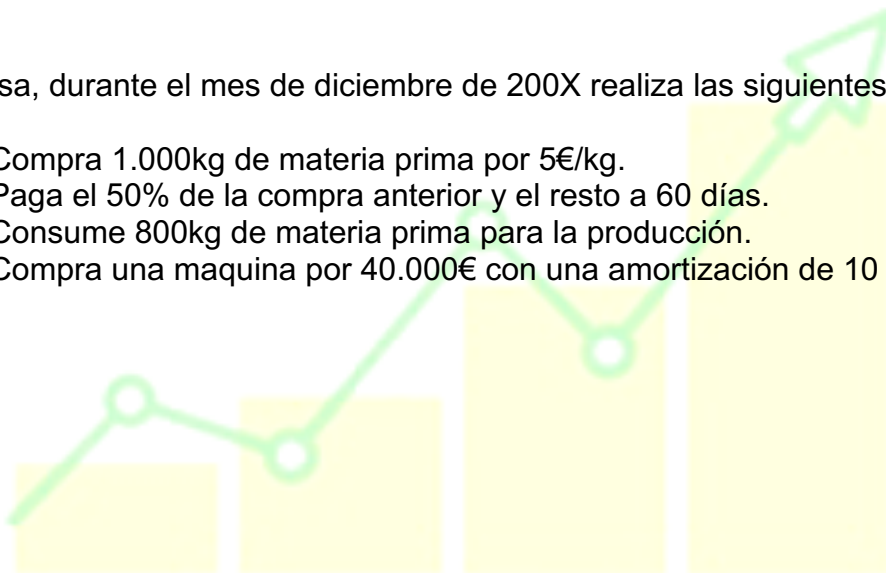 sa, durante el mes de diciembre de 200X realiza las siguientes
Compra 1.000kg de materia prima por 5€/kg.
Paga el 50% de la compra anterior y el resto a 60 días.
Consume 800kg de materia prima para la producción.
Compra una maquina por 40.000€ con una amortización de 10